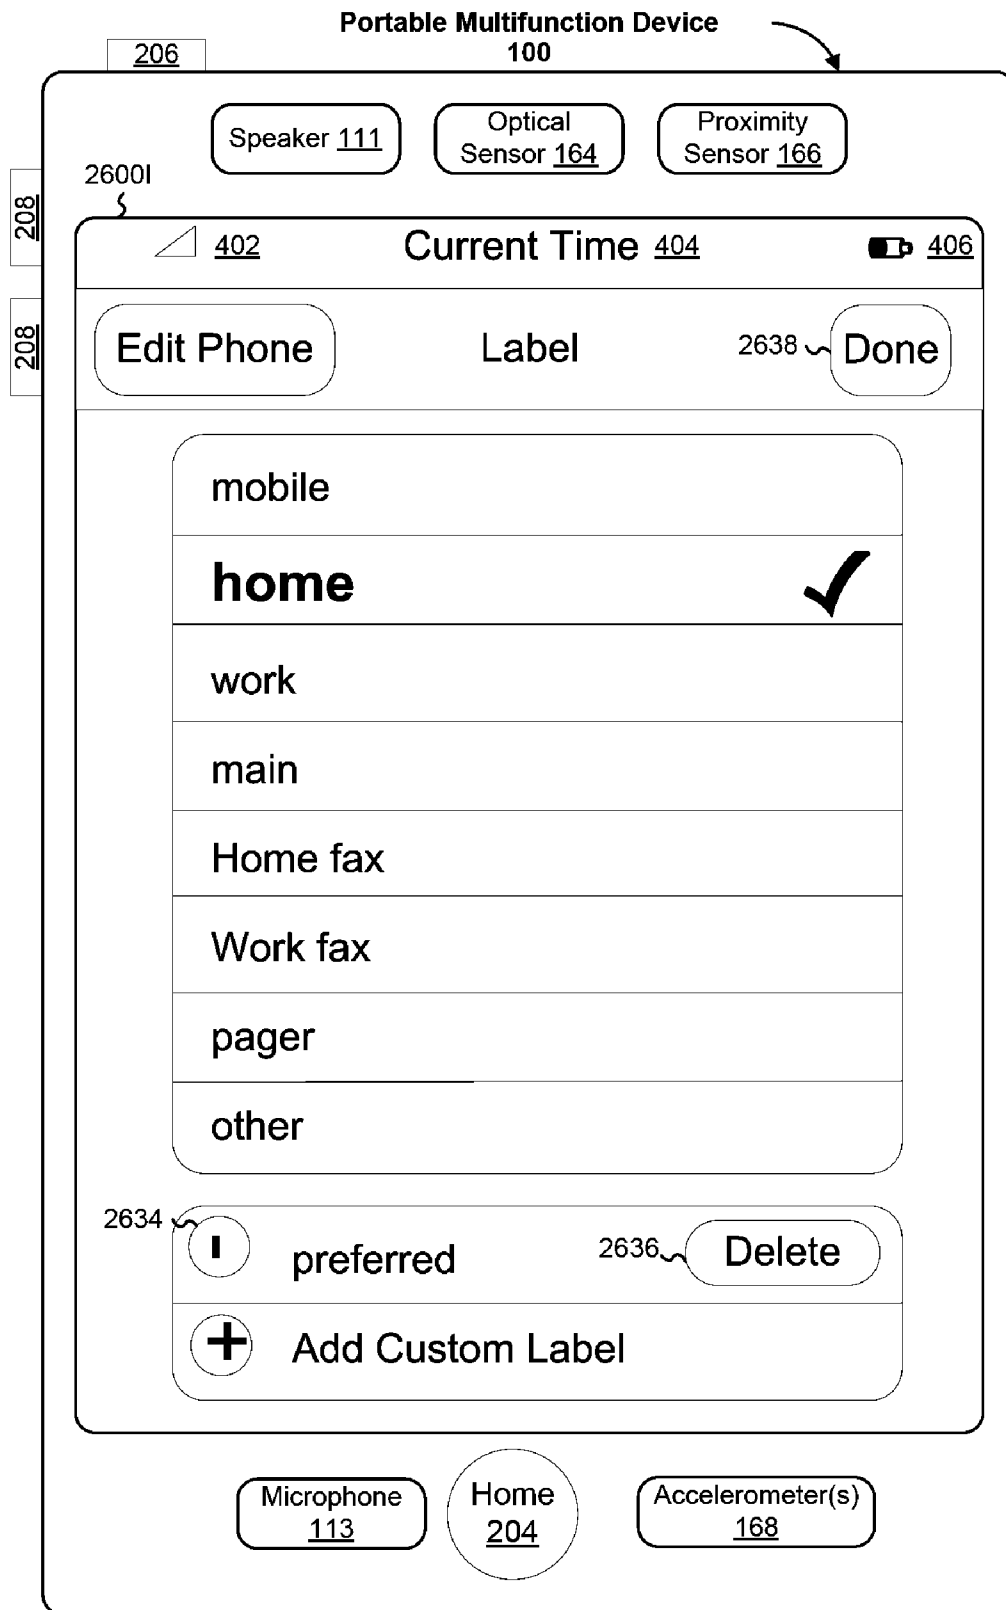 Portable Multifunction Device
100
206
Speaker 111
Optical
Sensor 164
Proximity
Sensor 166
2600I
208
402
Current Time 404
406
208
Edit Phone
Label
2638
Done
mobile
home
work
main
Home fax
Work fax
pager
other
2634
preferred
2636
Delete
Add Custom Label
Microphone
113
Home
204
Accelerometer(s)
168